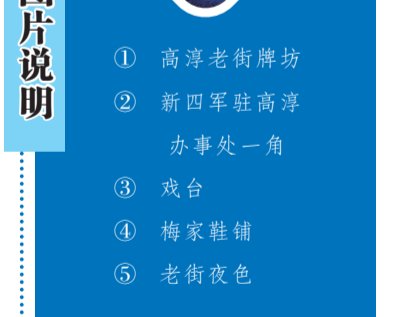 图片说明
① 高淳老街牌坊
② 新四军驻高淳
办事处一角
③ 戏台
④ 梅家鞋铺
⑤ 老街夜色